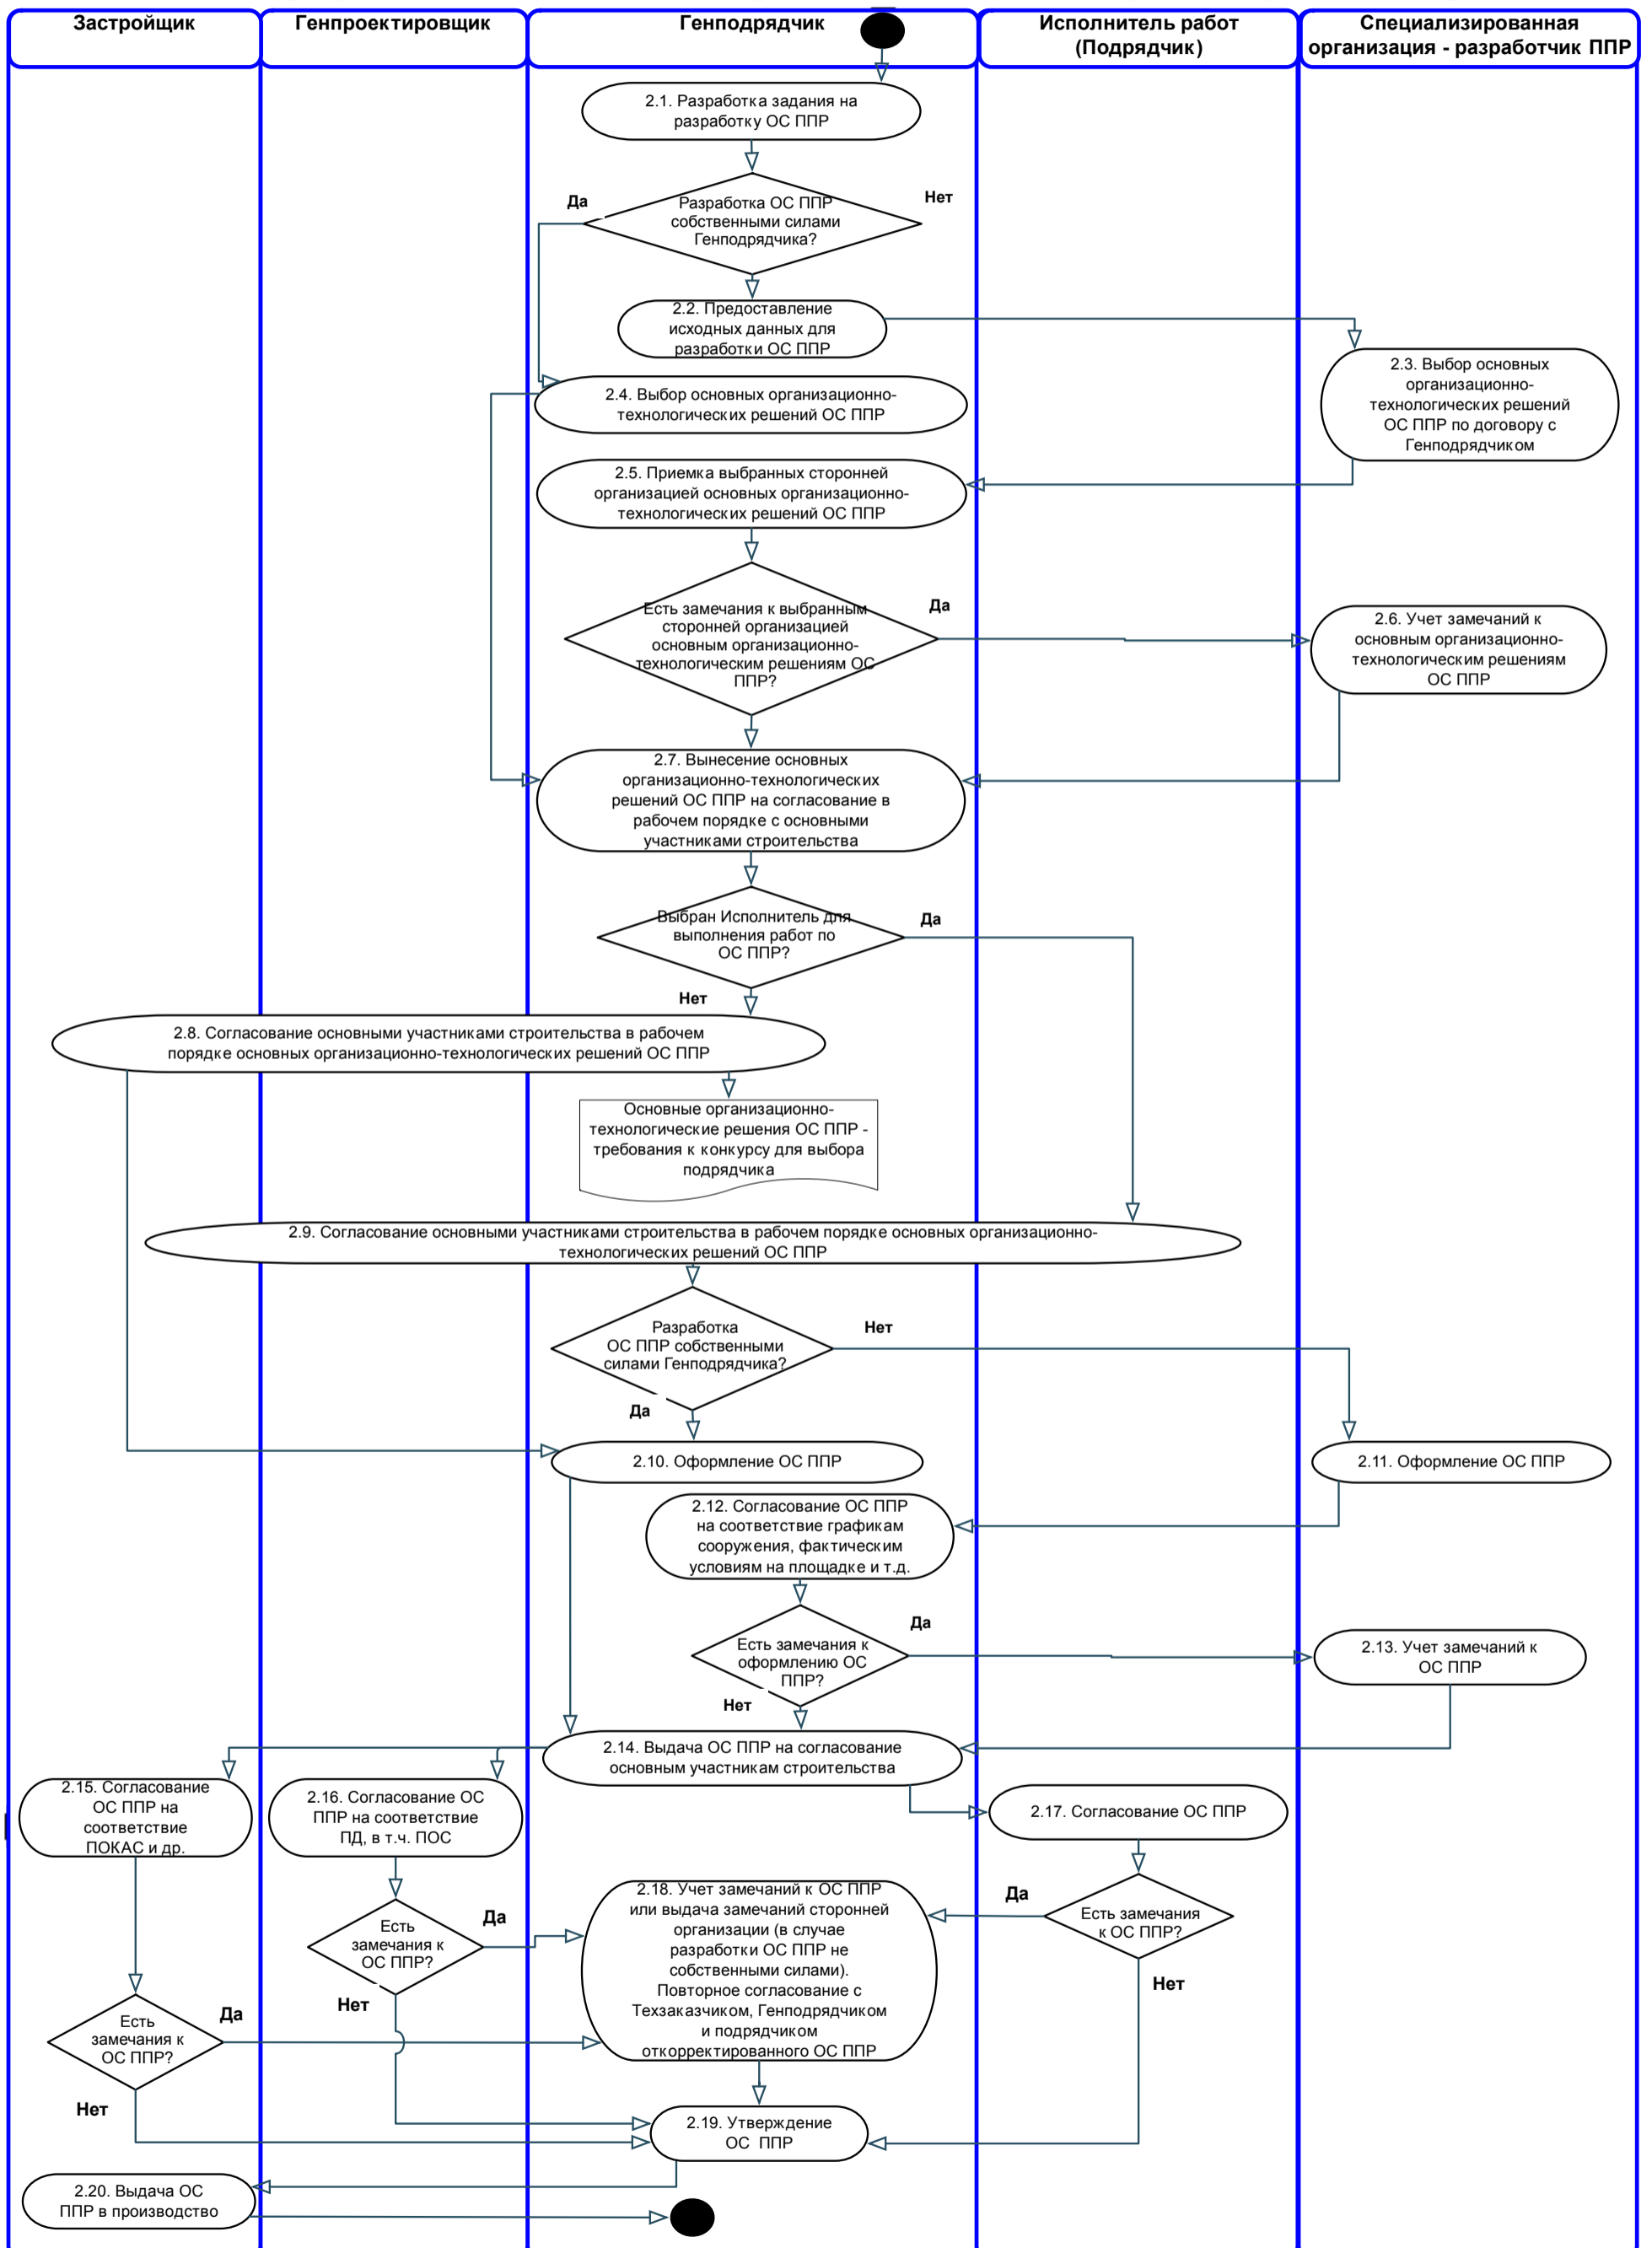 Застройщик
Генпроектировщик
Генподрядчик
Исполнитель работ
(Подрядчик)
Специализированная
организация - разработчик ППР
2.1. Разработка задания на
разработку ОС ППР
Да
Нет
Разработка ОС ППР
собственными силами
Генподрядчика?
2.2. Предоставление
исходных данных для
разработки ОС ППР
2.3. Выбор основных
организационно-
технологических решений
ОС ППР по договору с
Генподрядчиком
2.4. Выбор основных организационно-
технологических решений ОС ППР
2.5. Приемка выбранных сторонней
организацией основных организационно-
технологических решений ОС ППР
Есть замечания к выбранным
сторонней организацией
основным организационно-
технологическим решениям ОС
ППР?
Да
2.6. Учет замечаний к
основным организационно-
технологическим решениям
ОС ППР
2.7. Вынесение основных
организационно-технологических
решений ОС ППР на согласование в
рабочем порядке с основными
участниками строительства
Выбран Исполнитель для
выполнения работ по
ОС ППР?
Да
Нет
2.8. Согласование основными участниками строительства в рабочем
порядке основных организационно-технологических решений ОС ППР
Основные организационно-
технологические решения ОС ППР -
требования к конкурсу для выбора
подрядчика
2.9. Согласование основными участниками строительства в рабочем порядке основных организационно-
технологических решений ОС ППР
Разработка
ОС ППР собственными
силами Генподрядчика?
Нет
Да
2.10. Оформление ОС ППР
2.11. Оформление ОС ППР
2.12. Согласование ОС ППР
на соответствие графикам
сооружения, фактическим
условиям на площадке и т.д.
Есть замечания к
оформлению ОС
ППР?
Да
Нет
2.13. Учет замечаний к
ОС ППР
2.14. Выдача ОС ППР на согласование
основным участникам строительства
2.15. Согласование
ОС ППР на
соответствие
ПОКАС и др.
2.16. Согласование ОС
ППР на соответствие
ПД, в т.ч. ПОС
2.17. Согласование ОС ППР
2.18. Учет замечаний к ОС ППР
или выдача замечаний сторонней
организации (в случае
разработки ОС ППР не
собственными силами).
Повторное согласование с
Техзаказчиком, Генподрядчиком
и подрядчиком
откорректированного ОС ППР
Да
Есть замечания
к ОС ППР?
Нет
Есть
замечания к
ОС ППР?
Да
Нет
Есть
замечания к
ОС ППР?
Да
Нет
2.19. Утверждение
ОС ППР
2.20. Выдача ОС
ППР в производство